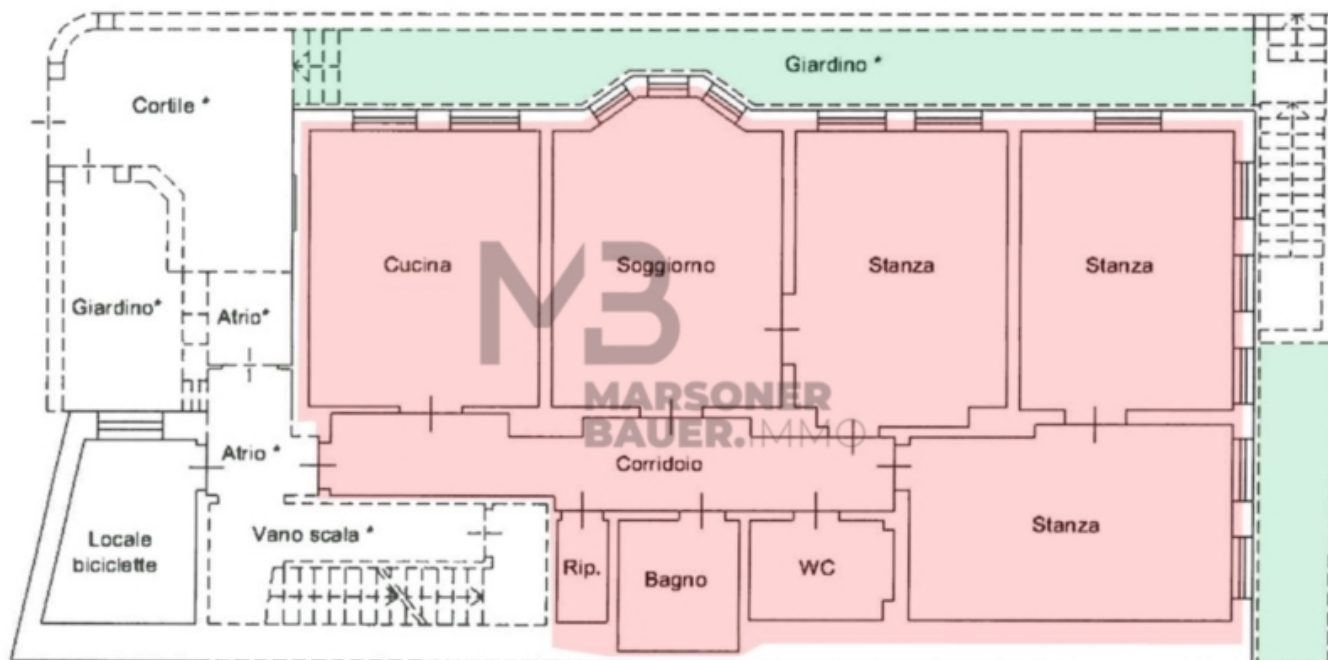 Giardino *
Cortile *
Cucina
Soggiorno
Stanza
Stanza
Giardino*
Atrio*
MB
MARSONER
BAUER.IMMO
Atrio *
Corridoio
Vano scala *
Stanza
Locale
biciclette
Rip.
Bagno
WC